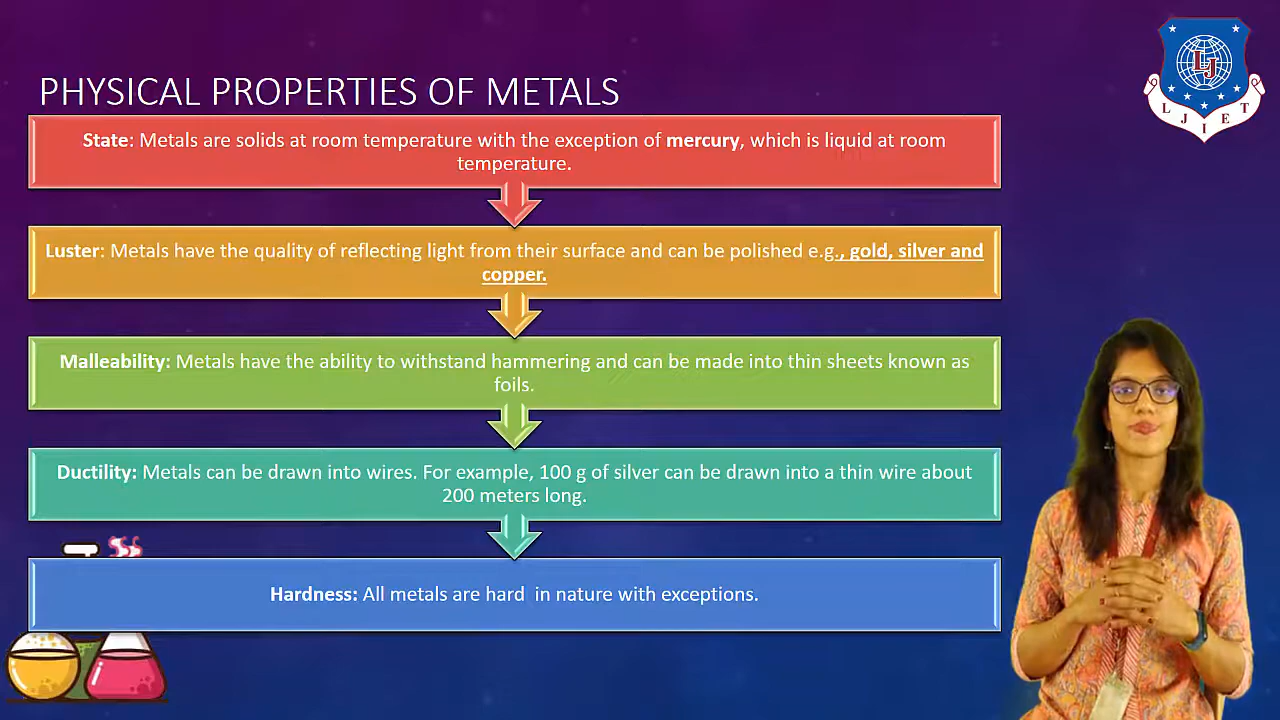 PHYSICAL PROPERTIES OF METALS
State: Metals are solids at room temperature with the exception of mercury, which is liquid at room
temperature.
Luster: Metals have the quality of reflecting light from their surface and can be polished e.g., gold, silver and
copper.
Malleability: Metals have the ability to withstand hammering and can be made into thin sheets known as
foils.
Ductility: Metals can be drawn into wires. For example, 100 g of silver can be drawn into a thin wire about
200 meters long.
Hardness: All metals are hard  in nature with exceptions.
LJ
L J I E T